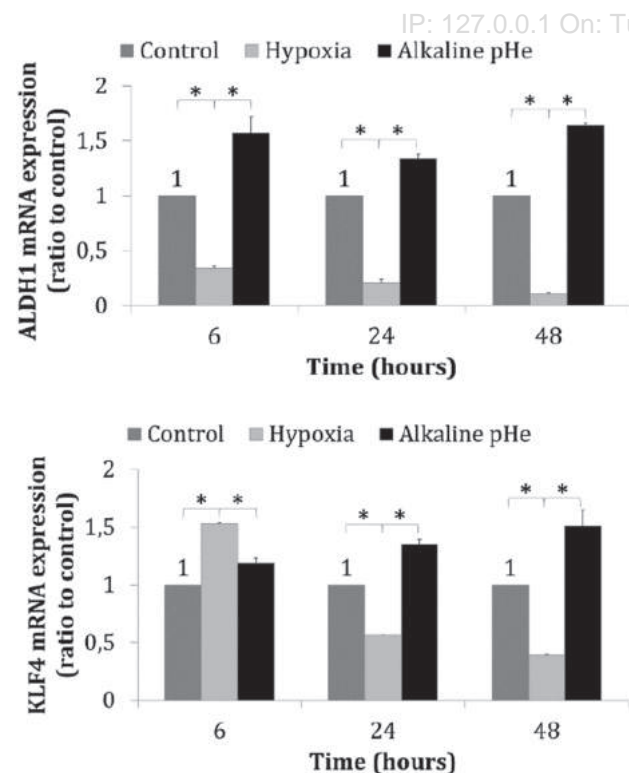 IP: 127.0.0.1 On: T
Control Hypoxia Alkaline pHe
ALDH1 mRNA expression
(ratio to control)
2
1,5
1
0,5
0
* * * * * *
1 1 1
6 24 48
Time (hours)
Control Hypoxia Alkaline pHe
KLF4 mRNA expression
(ratio to control)
2
1,5
1
0,5
0
* * * * * *
1 1 1
6 24 48
Time (hours)